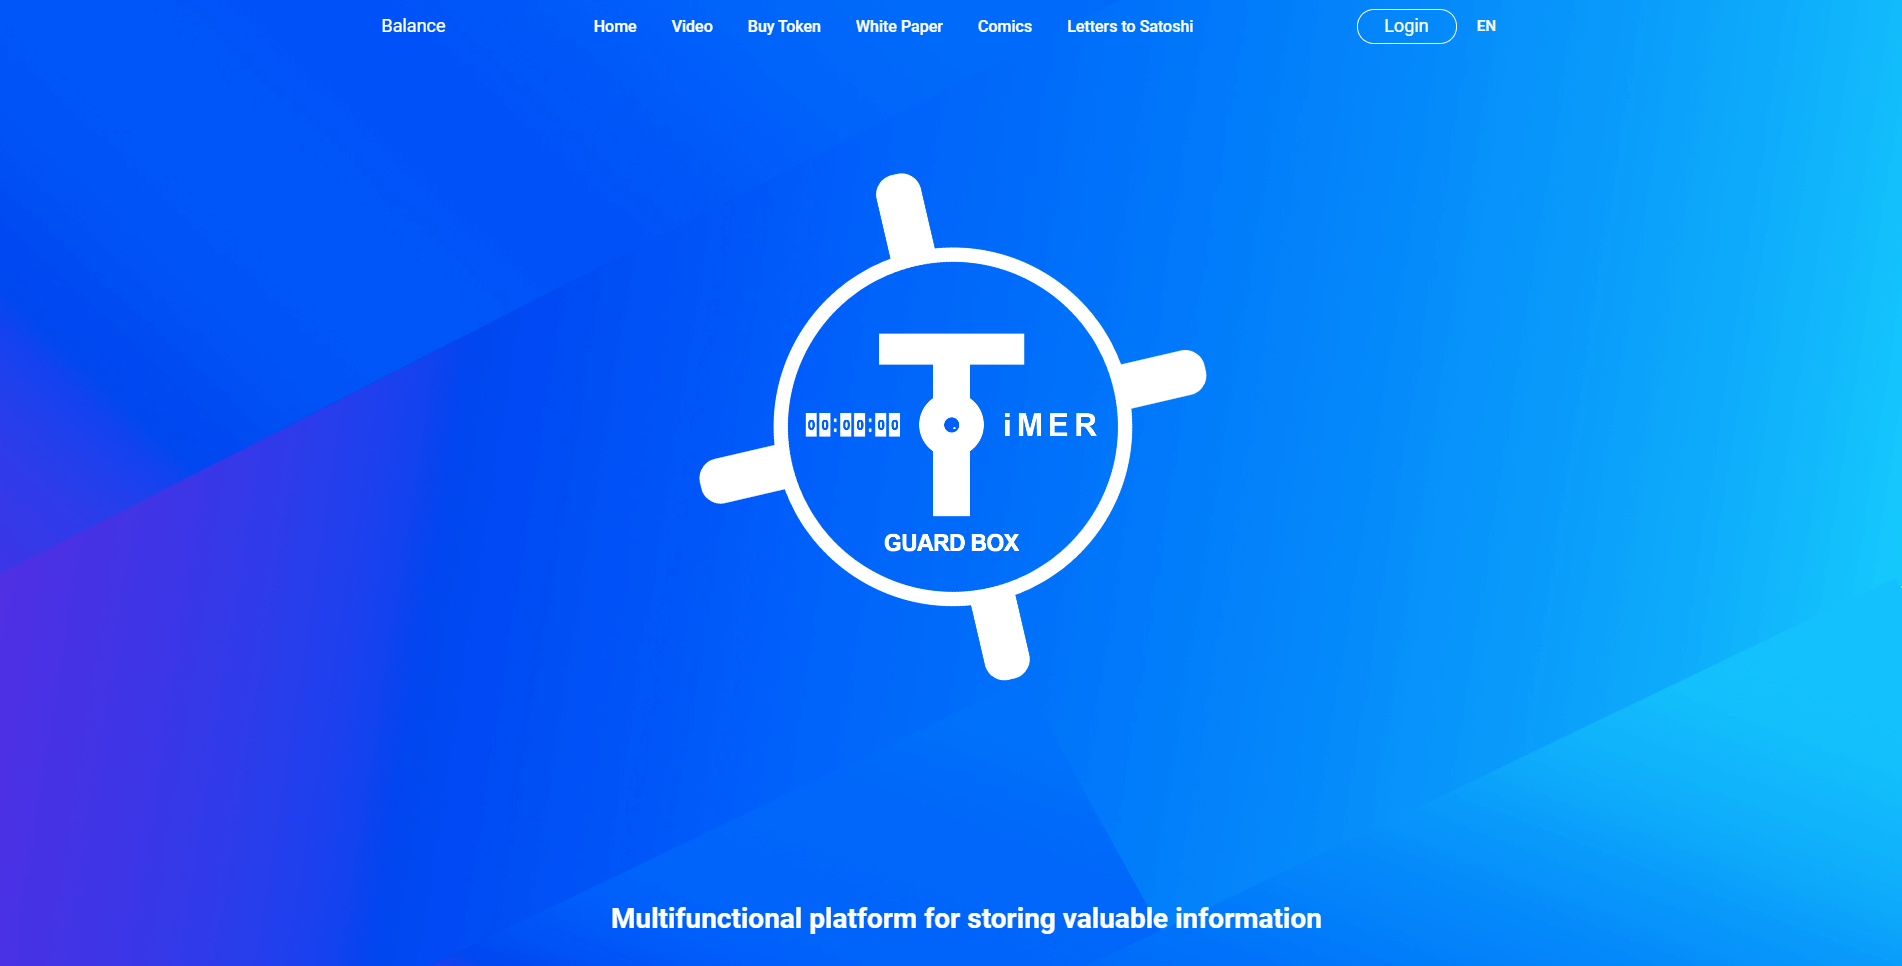 Balance Home Video Buy Token White Paper Comics Letters to Satoshi Login EN
00:00:00 T iMER
GUARD BOX
Multifunctional platform for storing valuable information